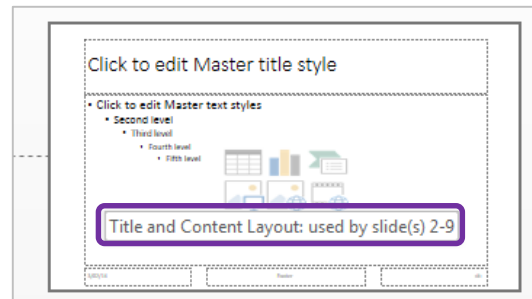 Click to edit Master title style
• Click to edit Master text styles
• Second level
• Third level
• Fourth level
• Fifth level
Title and Content Layout: used by slide(s) 2-9
Footer